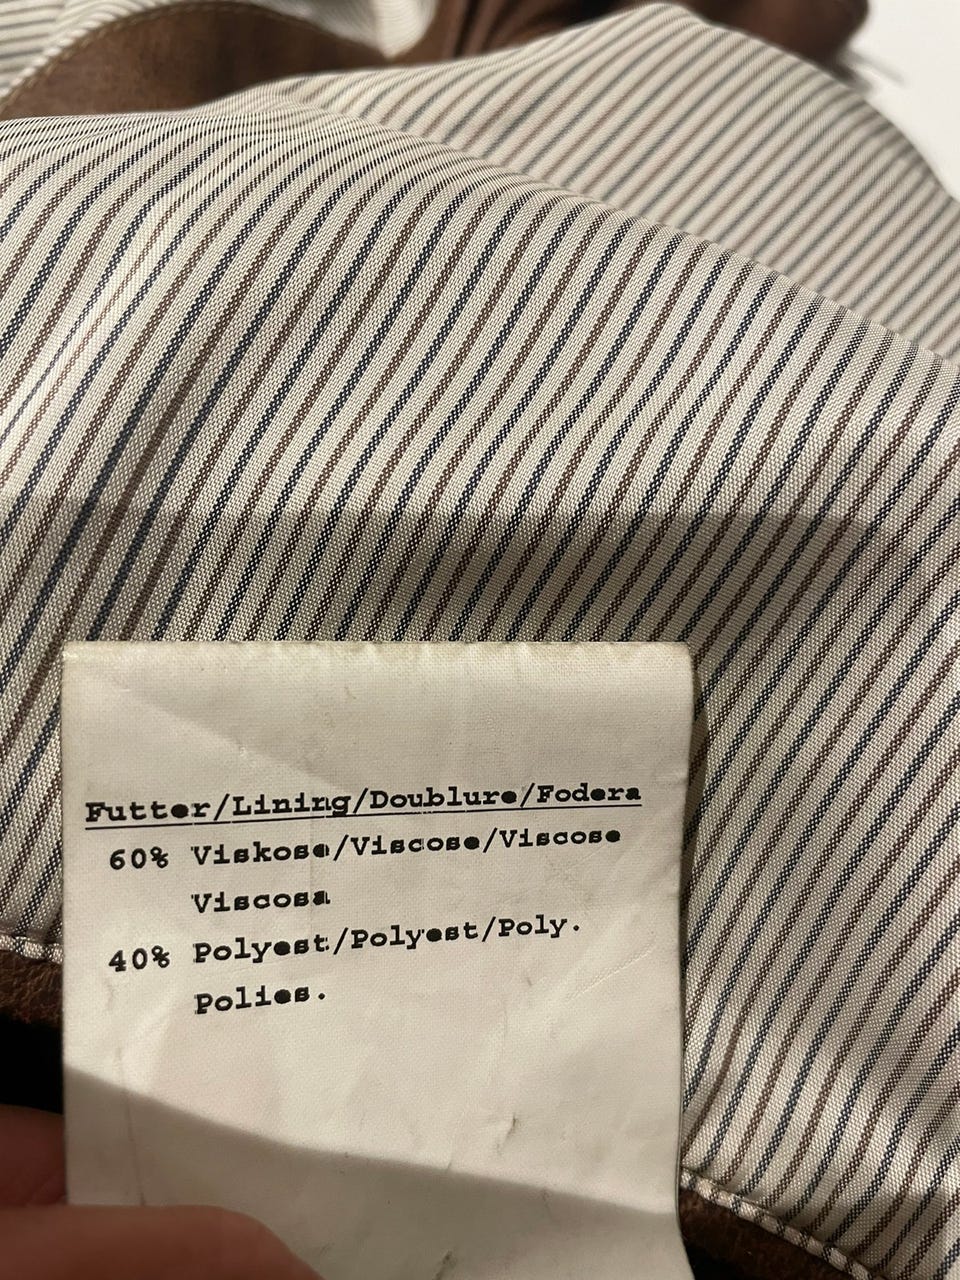 Futter/Lining/Doublure/Fodera
60% Viskose/Viscose/Viscose
Viscosa
40% Polyest/Polyest/Poly.
Polies.